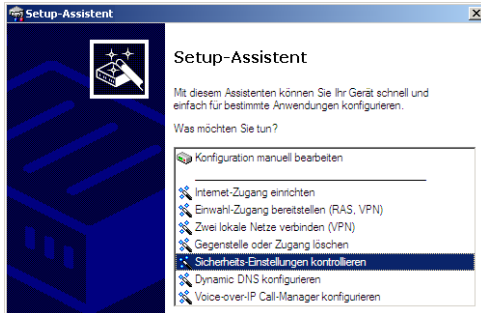 Setup-Assistent
Setup-Assistent
Mit diesem Assistenten können Sie Ihr Gerät schnell und
einfach für bestimmte Anwendungen konfigurieren.
Was möchten Sie tun?
Konfiguration manuell bearbeiten
Internet-Zugang einrichten
Einwahl-Zugang bereitstellen (RAS, VPN)
Zwei lokale Netze verbinden (VPN)
Gegenstelle oder Zugang löschen
Sicherheits-Einstellungen kontrollieren
Dynamic DNS konfigurieren
Voice-over-IP Call-Manager konfigurieren